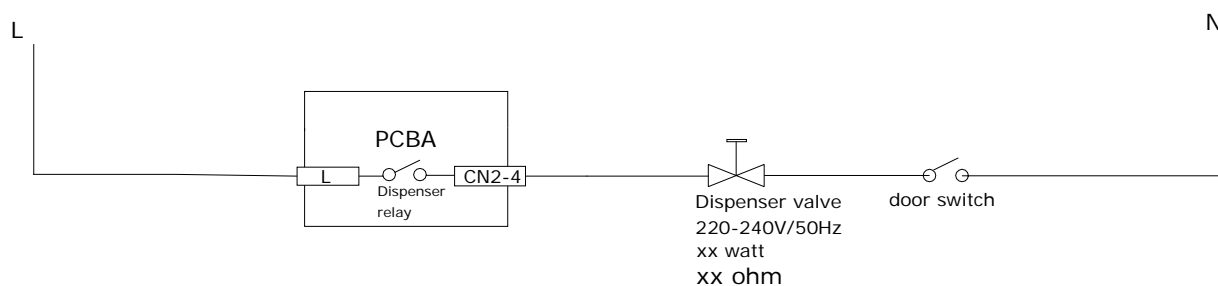 L
N
PCBA
L
CN2-4
Dispenser
relay
Dispenser valve
220-240V/50Hz
xx watt
xx ohm
door switch